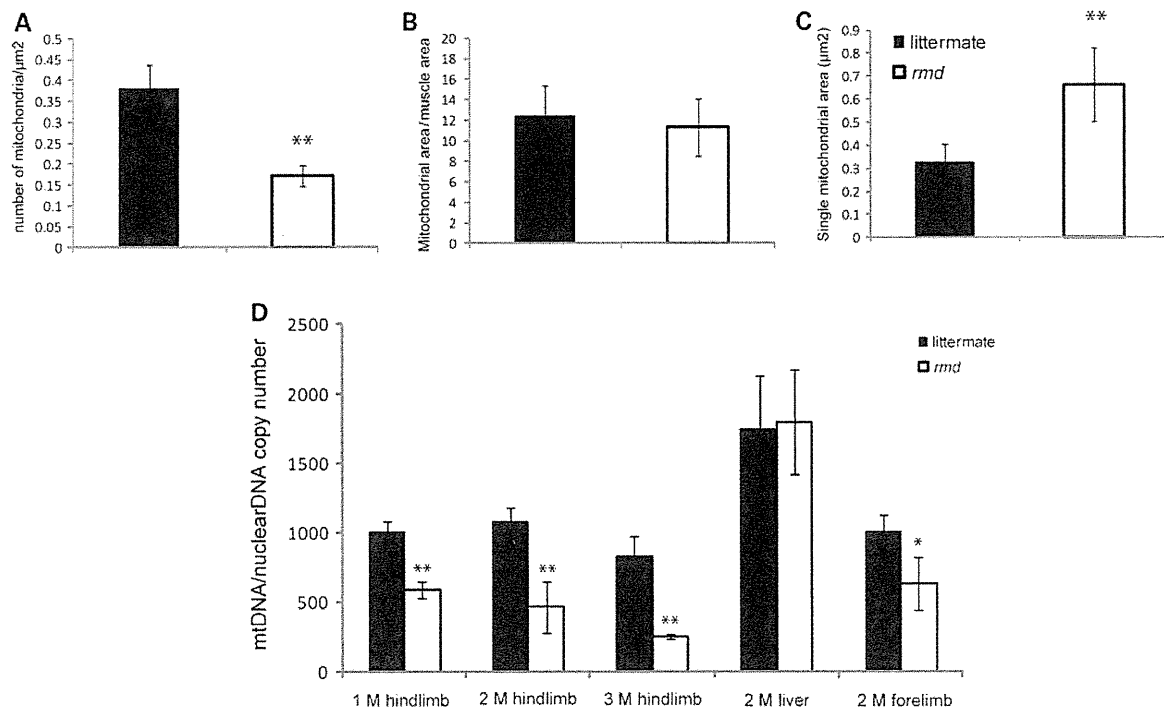 A
number of mitochondria/µm2
0.5
0.45
0.4
0.35
0.3
0.25
0.2
0.15
0.1
0.05
0
**
B
Mitochondrial area/muscle area
20
18
16
14
12
10
8
6
4
2
0
C
Single mitochondrial area (µm2)
0.9
0.8
0.7
0.6
0.5
0.4
0.3
0.2
0.1
0
**
littermate
rmd
D
mtDNA/nuclearDNA copy number
2500
2000
1500
1000
500
0
**
**
**
*
littermate
rmd
1 M hindlimb
2 M hindlimb
3 M hindlimb
2 M liver
2 M forelimb